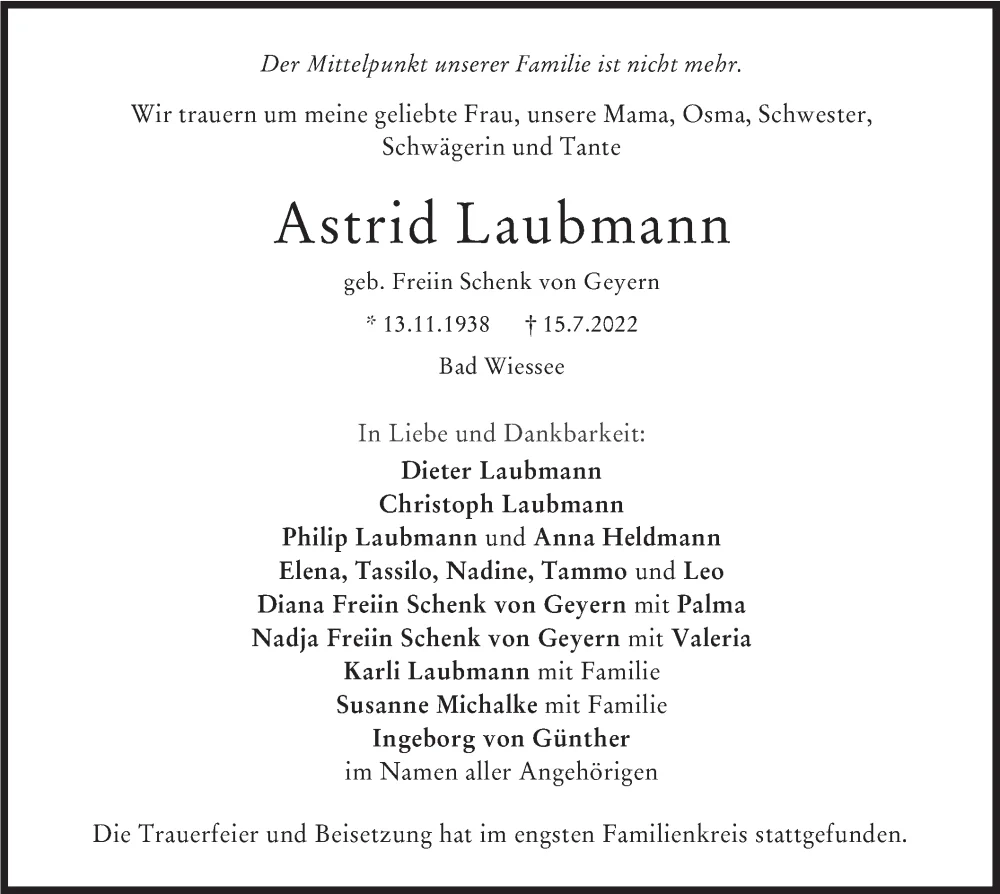 Der Mittelpunkt unserer Familie ist nicht mehr.
Wir trauern um meine geliebte Frau, unsere Mama, Osma, Schwester,
Schwägerin und Tante
Astrid Laubmann
geb. Freiin Schenk von Geyern
* 13.11.1938 † 15.7.2022
Bad Wiessee
In Liebe und Dankbarkeit:
Dieter Laubmann
Christoph Laubmann
Philip Laubmann und Anna Heldmann
Elena, Tassilo, Nadine, Tammo und Leo
Diana Freiin Schenk von Geyern mit Palma
Nadja Freiin Schenk von Geyern mit Valeria
Karli Laubmann mit Familie
Susanne Michalke mit Familie
Ingeborg von Günther
im Namen aller Angehörigen
Die Trauerfeier und Beisetzung hat im engsten Familienkreis stattgefunden.